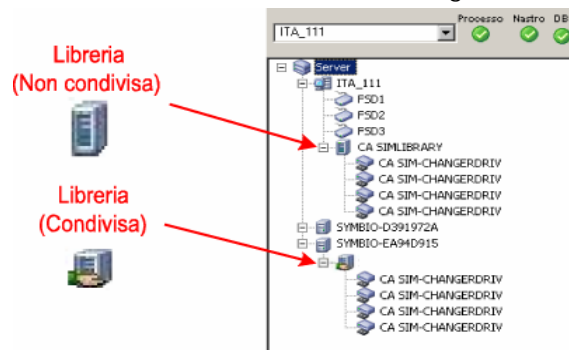 Libreria
(Non condivisa)
Libreria
(Condivisa)
ITA_111
Processo Nastro DB
Server
ITA_111
FSD1
FSD2
FSD3
CA SIMLIBRARY
CA SIM-CHANGERDRIV
CA SIM-CHANGERDRIV
CA SIM-CHANGERDRIV
CA SIM-CHANGERDRIV
SYMBIO-D391972A
SYMBIO-EA94D915
CA SIM-CHANGERDRIV
CA SIM-CHANGERDRIV
CA SIM-CHANGERDRIV
CA SIM-CHANGERDRIV